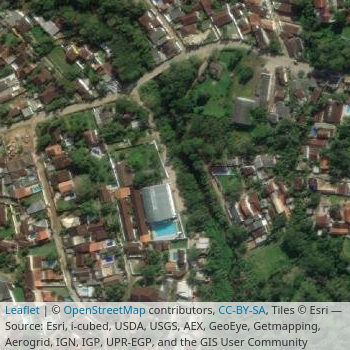 Leaflet | © OpenStreetMap contributors, CC-BY-SA, Tiles © Esri —
Source: Esri, i-cubed, USDA, USGS, AEX, GeoEye, Getmapping,
Aerogrid, IGN, IGP, UPR-EGP, and the GIS User Community